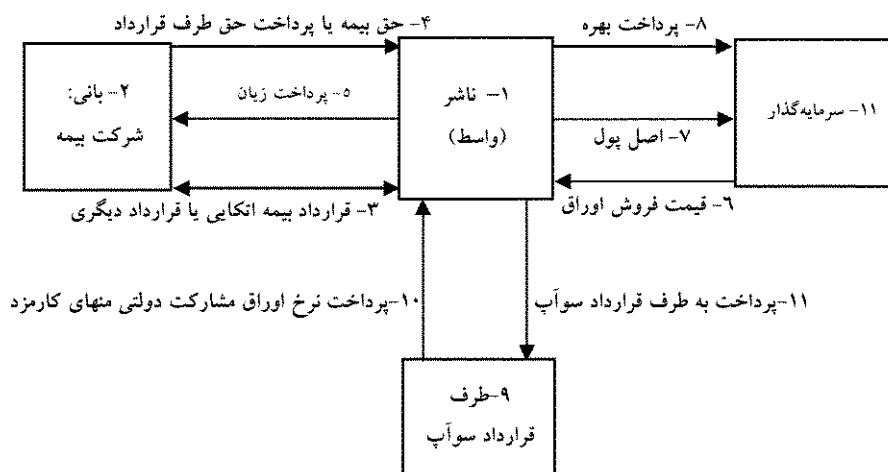 ۴- حق بیمه یا پرداخت حق طرف قرارداد
۸- پرداخت بهره
۲- بانی:
شرکت بیمه
۵- پرداخت زیان
۱- ناشر
(واسط)
۷- اصل پول
۱۱- سرمایه‌گذار
۳- قرارداد بیمه اتکایی یا قرارداد دیگری
۶- قیمت فروش اوراق
۱۰-پرداخت نرخ اوراق مشارکت دولتی منهای کارمزد
۱۱-پرداخت به طرف قرارداد سوآپ
۹-طرف
قرارداد سوآپ